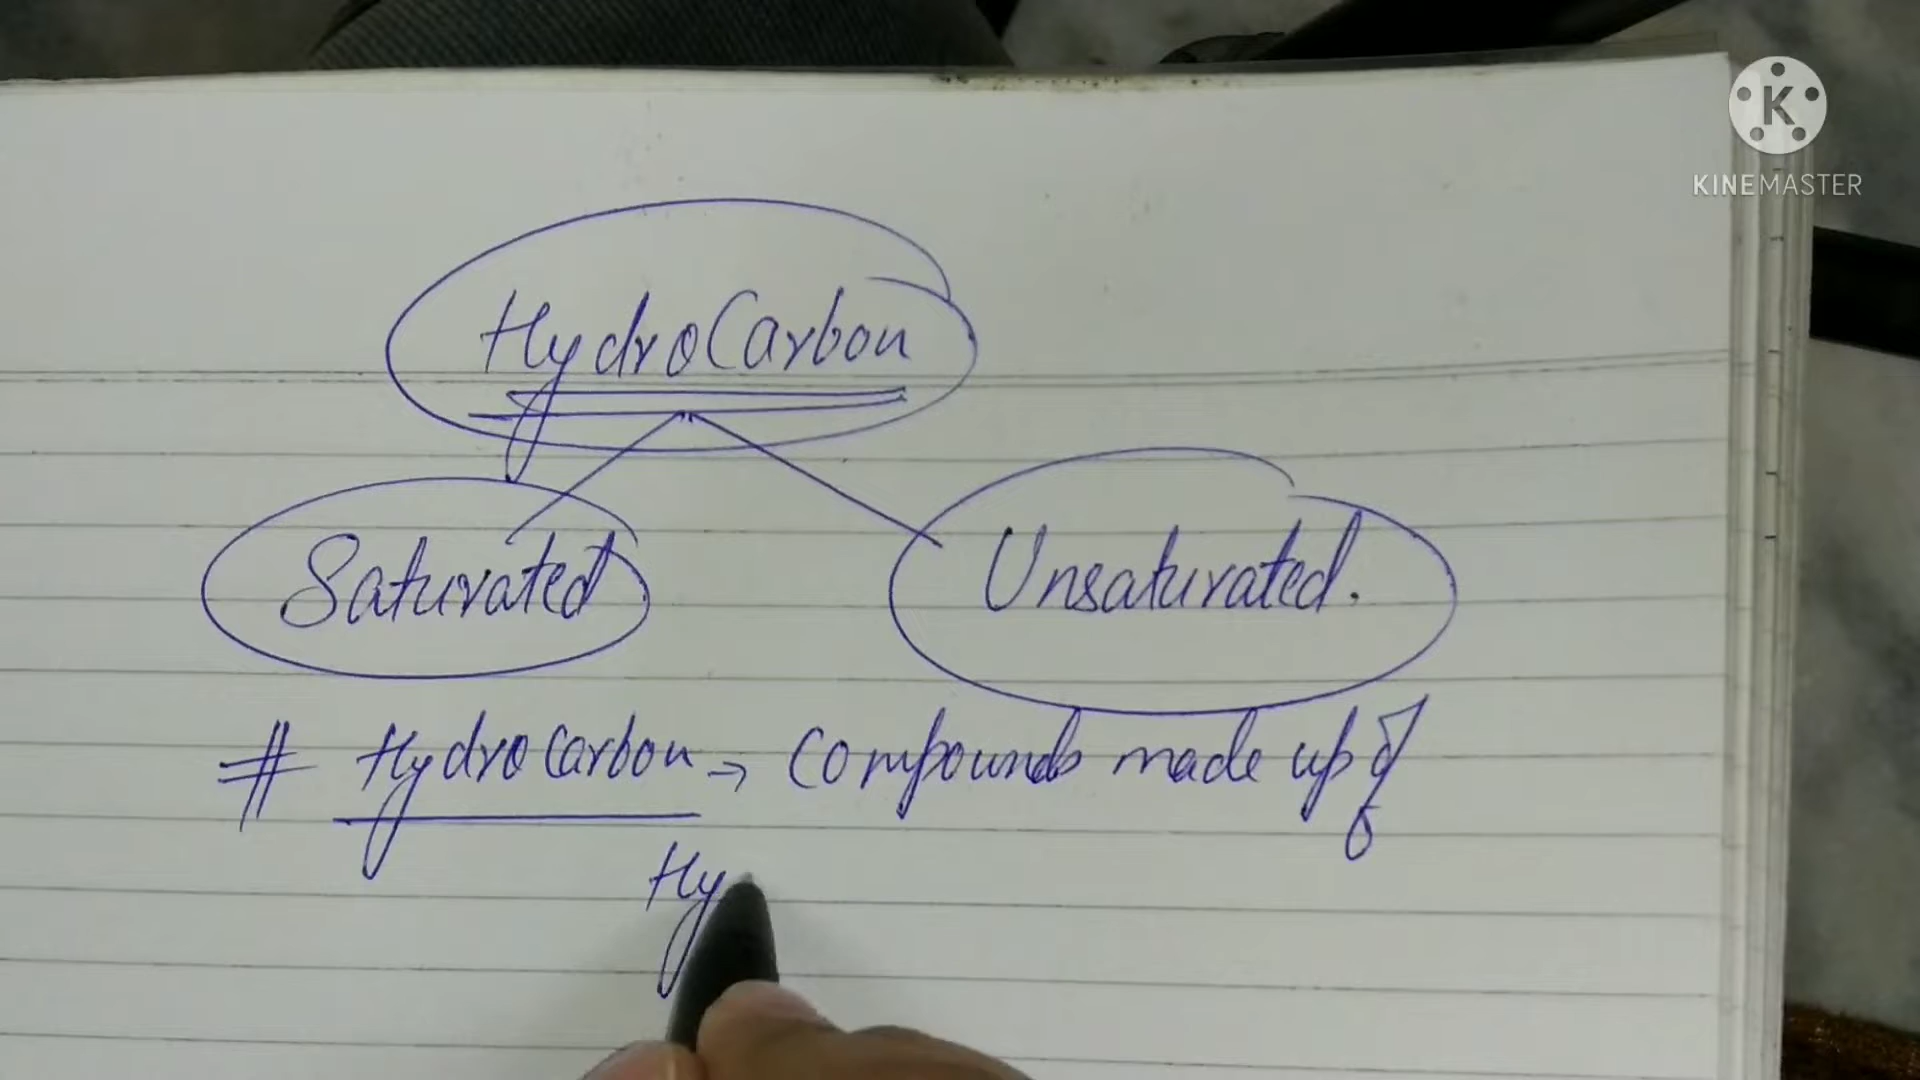 K
KINEMASTER
HydroCarbon
Saturated
Unsaturated.
# HydroCarbon → Compounds made up of
Hy